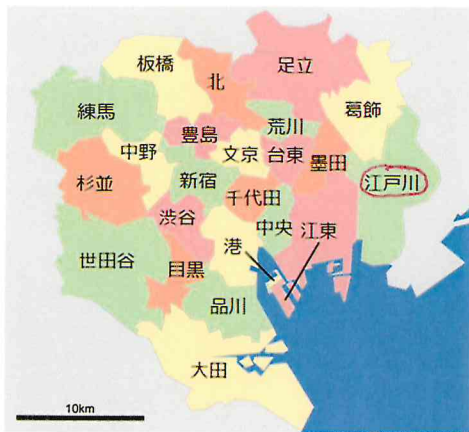 板橋
北
足立
練馬
葛飾
豊島
荒川
中野
文京
台東
墨田
杉並
新宿
江戸川
千代田
渋谷
中央
江東
港
世田谷
目黒
品川
大田
10km